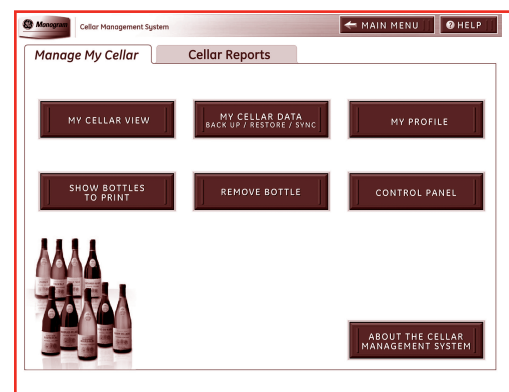 GE Monogram Cellar Management System MAIN MENU ? HELP
Manage My Cellar Cellar Reports
MY CELLAR VIEW
MY CELLAR DATA
BACK UP / RESTORE / SYNC
MY PROFILE
SHOW BOTTLES
TO PRINT
REMOVE BOTTLE
CONTROL PANEL
ABOUT THE CELLAR
MANAGEMENT SYSTEM